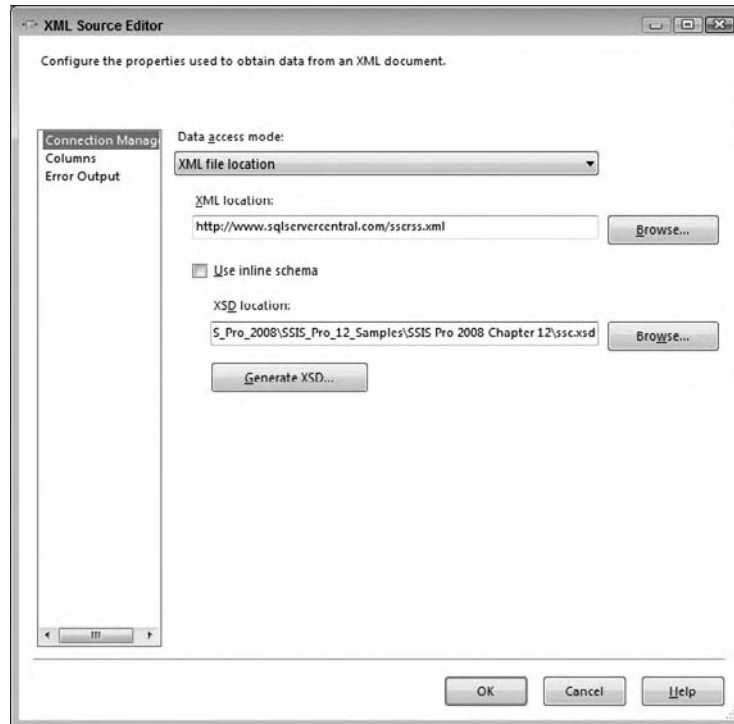 XML Source Editor
Configure the properties used to obtain data from an XML document.
Connection Manag
Columns
Error Output
Data access mode:
XML file location
XML location:
http://www.sqlservercentral.com/sscrss.xml
Browse...
Use inline schema
XSD location:
S_Pro_2008\SSIS_Pro_12_Samples\SSIS Pro 2008 Chapter 12\ssc.xsd
Browse...
Generate XSD...
OK
Cancel
Help